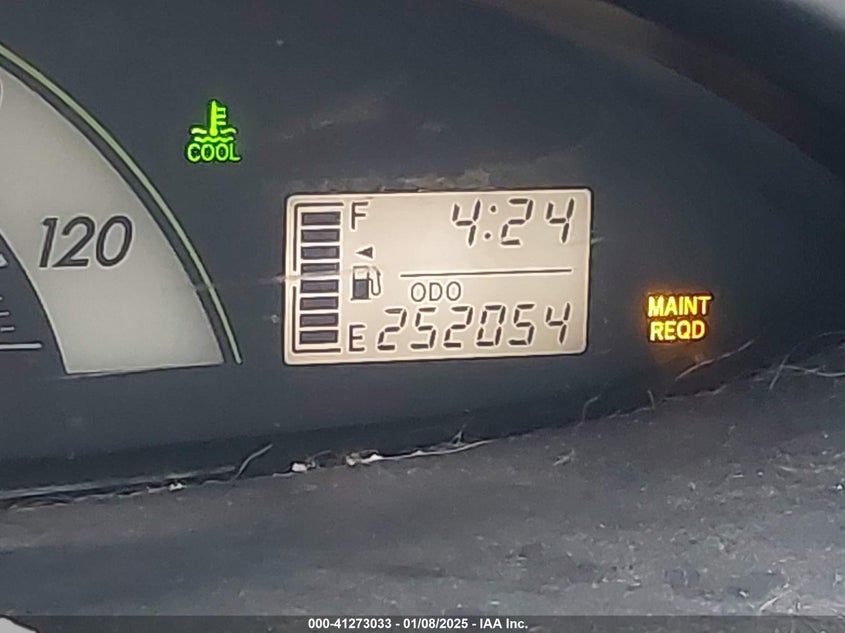 120
COOL
F
4:24
ODO
E 252054
MAINT
REQD
000-41273033 - 01/08/2025 - IAA Inc.